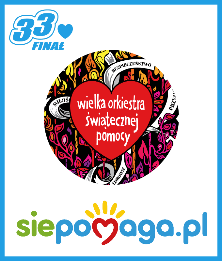 33
FINAŁ
wielka orkiestra
świątecznej
pomocy
siepomaga.pl